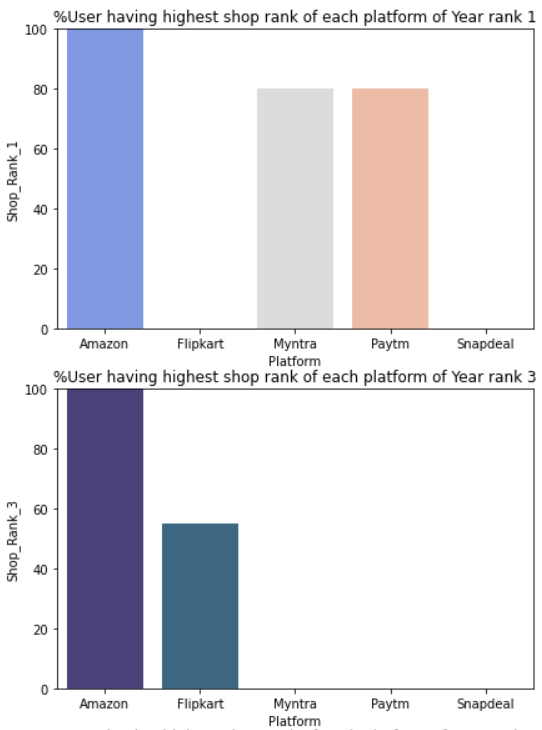 %User having highest shop rank of each platform of Year rank 1
100
80
60
40
20
0
Shop_Rank_1
Amazon Flipkart Myntra Paytm Snapdeal
Platform
%User having highest shop rank of each platform of Year rank 3
100
80
60
40
20
0
Shop_Rank_3
Amazon Flipkart Myntra Paytm Snapdeal
Platform